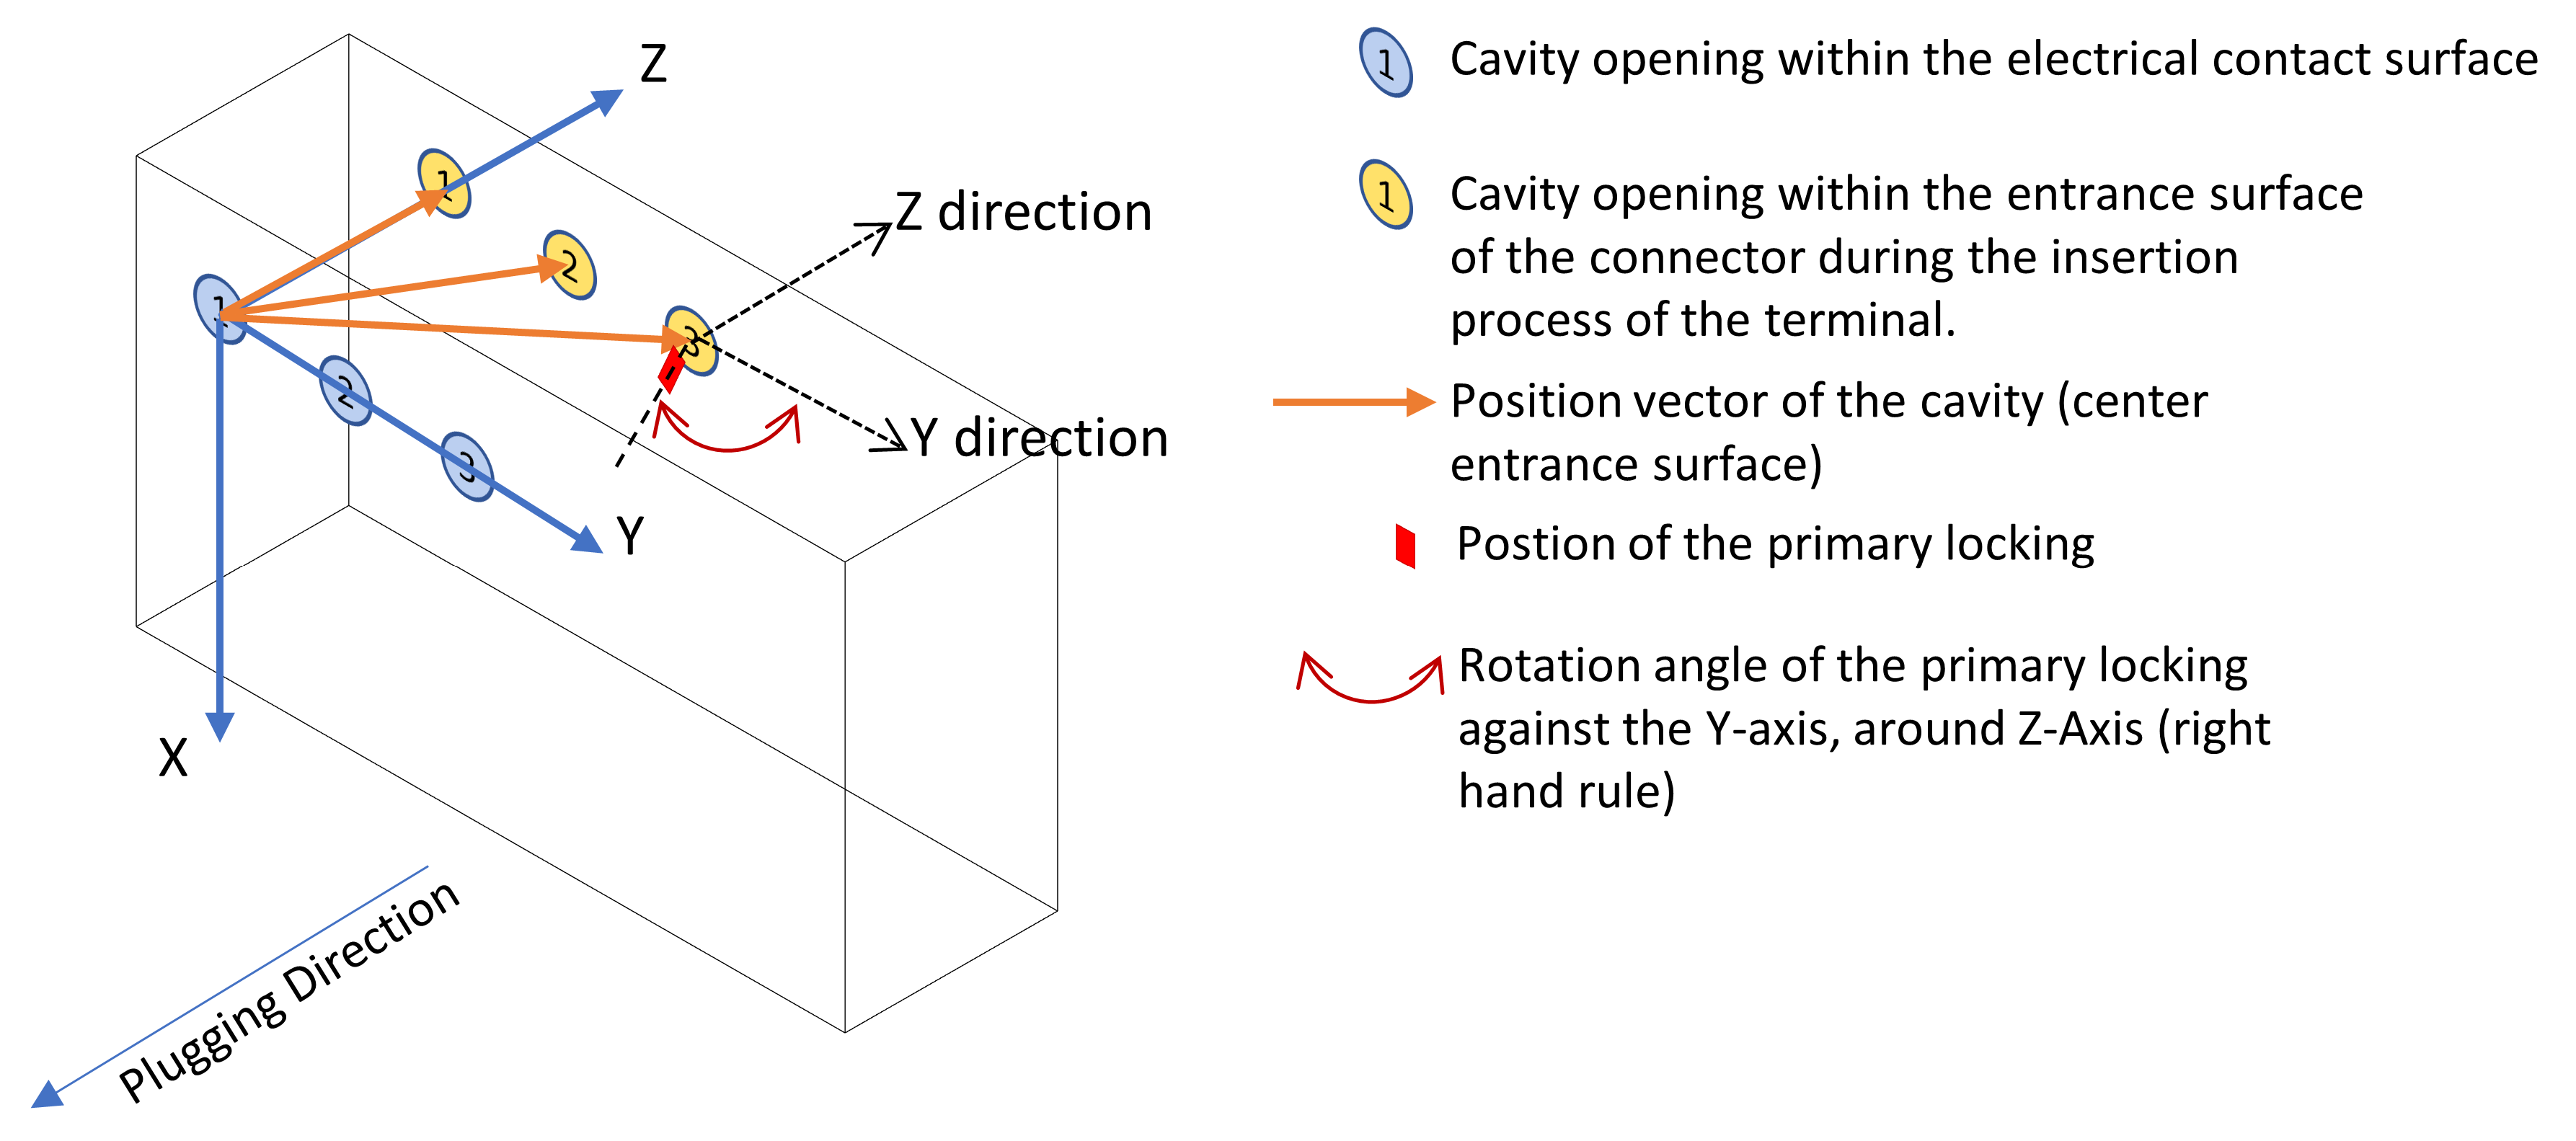 Z
1
2
3
1
2
3
Z direction
Y direction
Y
X
Plugging Direction
1
Cavity opening within the electrical contact surface
1
Cavity opening within the entrance surface
of the connector during the insertion
process of the terminal.
Position vector of the cavity (center
entrance surface)
Postion of the primary locking
Rotation angle of the primary locking
against the Y-axis, around Z-Axis (right
hand rule)